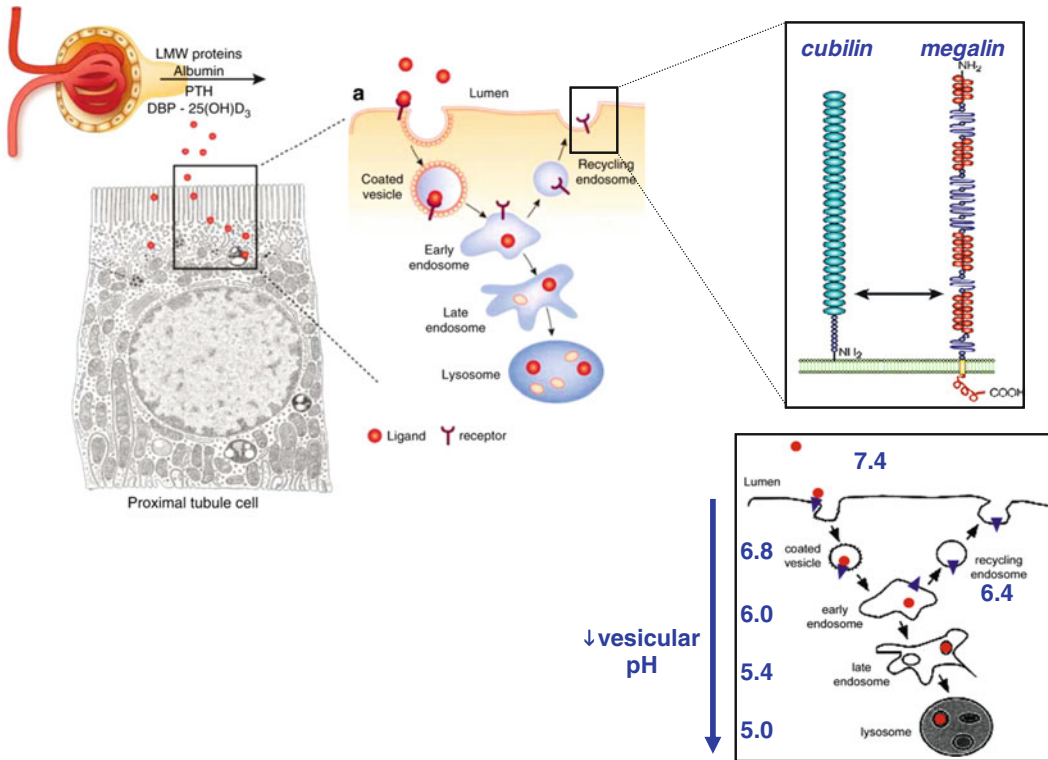 LMW proteins
Albumin
PTH
DBP - 25(OH)D3
a
Lumen
Coated
vesicle
Recycling
endosome
Early
endosome
Late
endosome
Lysosome
Ligand
receptor
Proximal tubule cell
cubilin
megalin
NH2
NH2
COOH
7.4
Lumen
6.8
coated
vesicle
recycling
endosome
6.4
6.0
early
endosome
↓vesicular
pH
5.4
late
endosome
5.0
lysosome